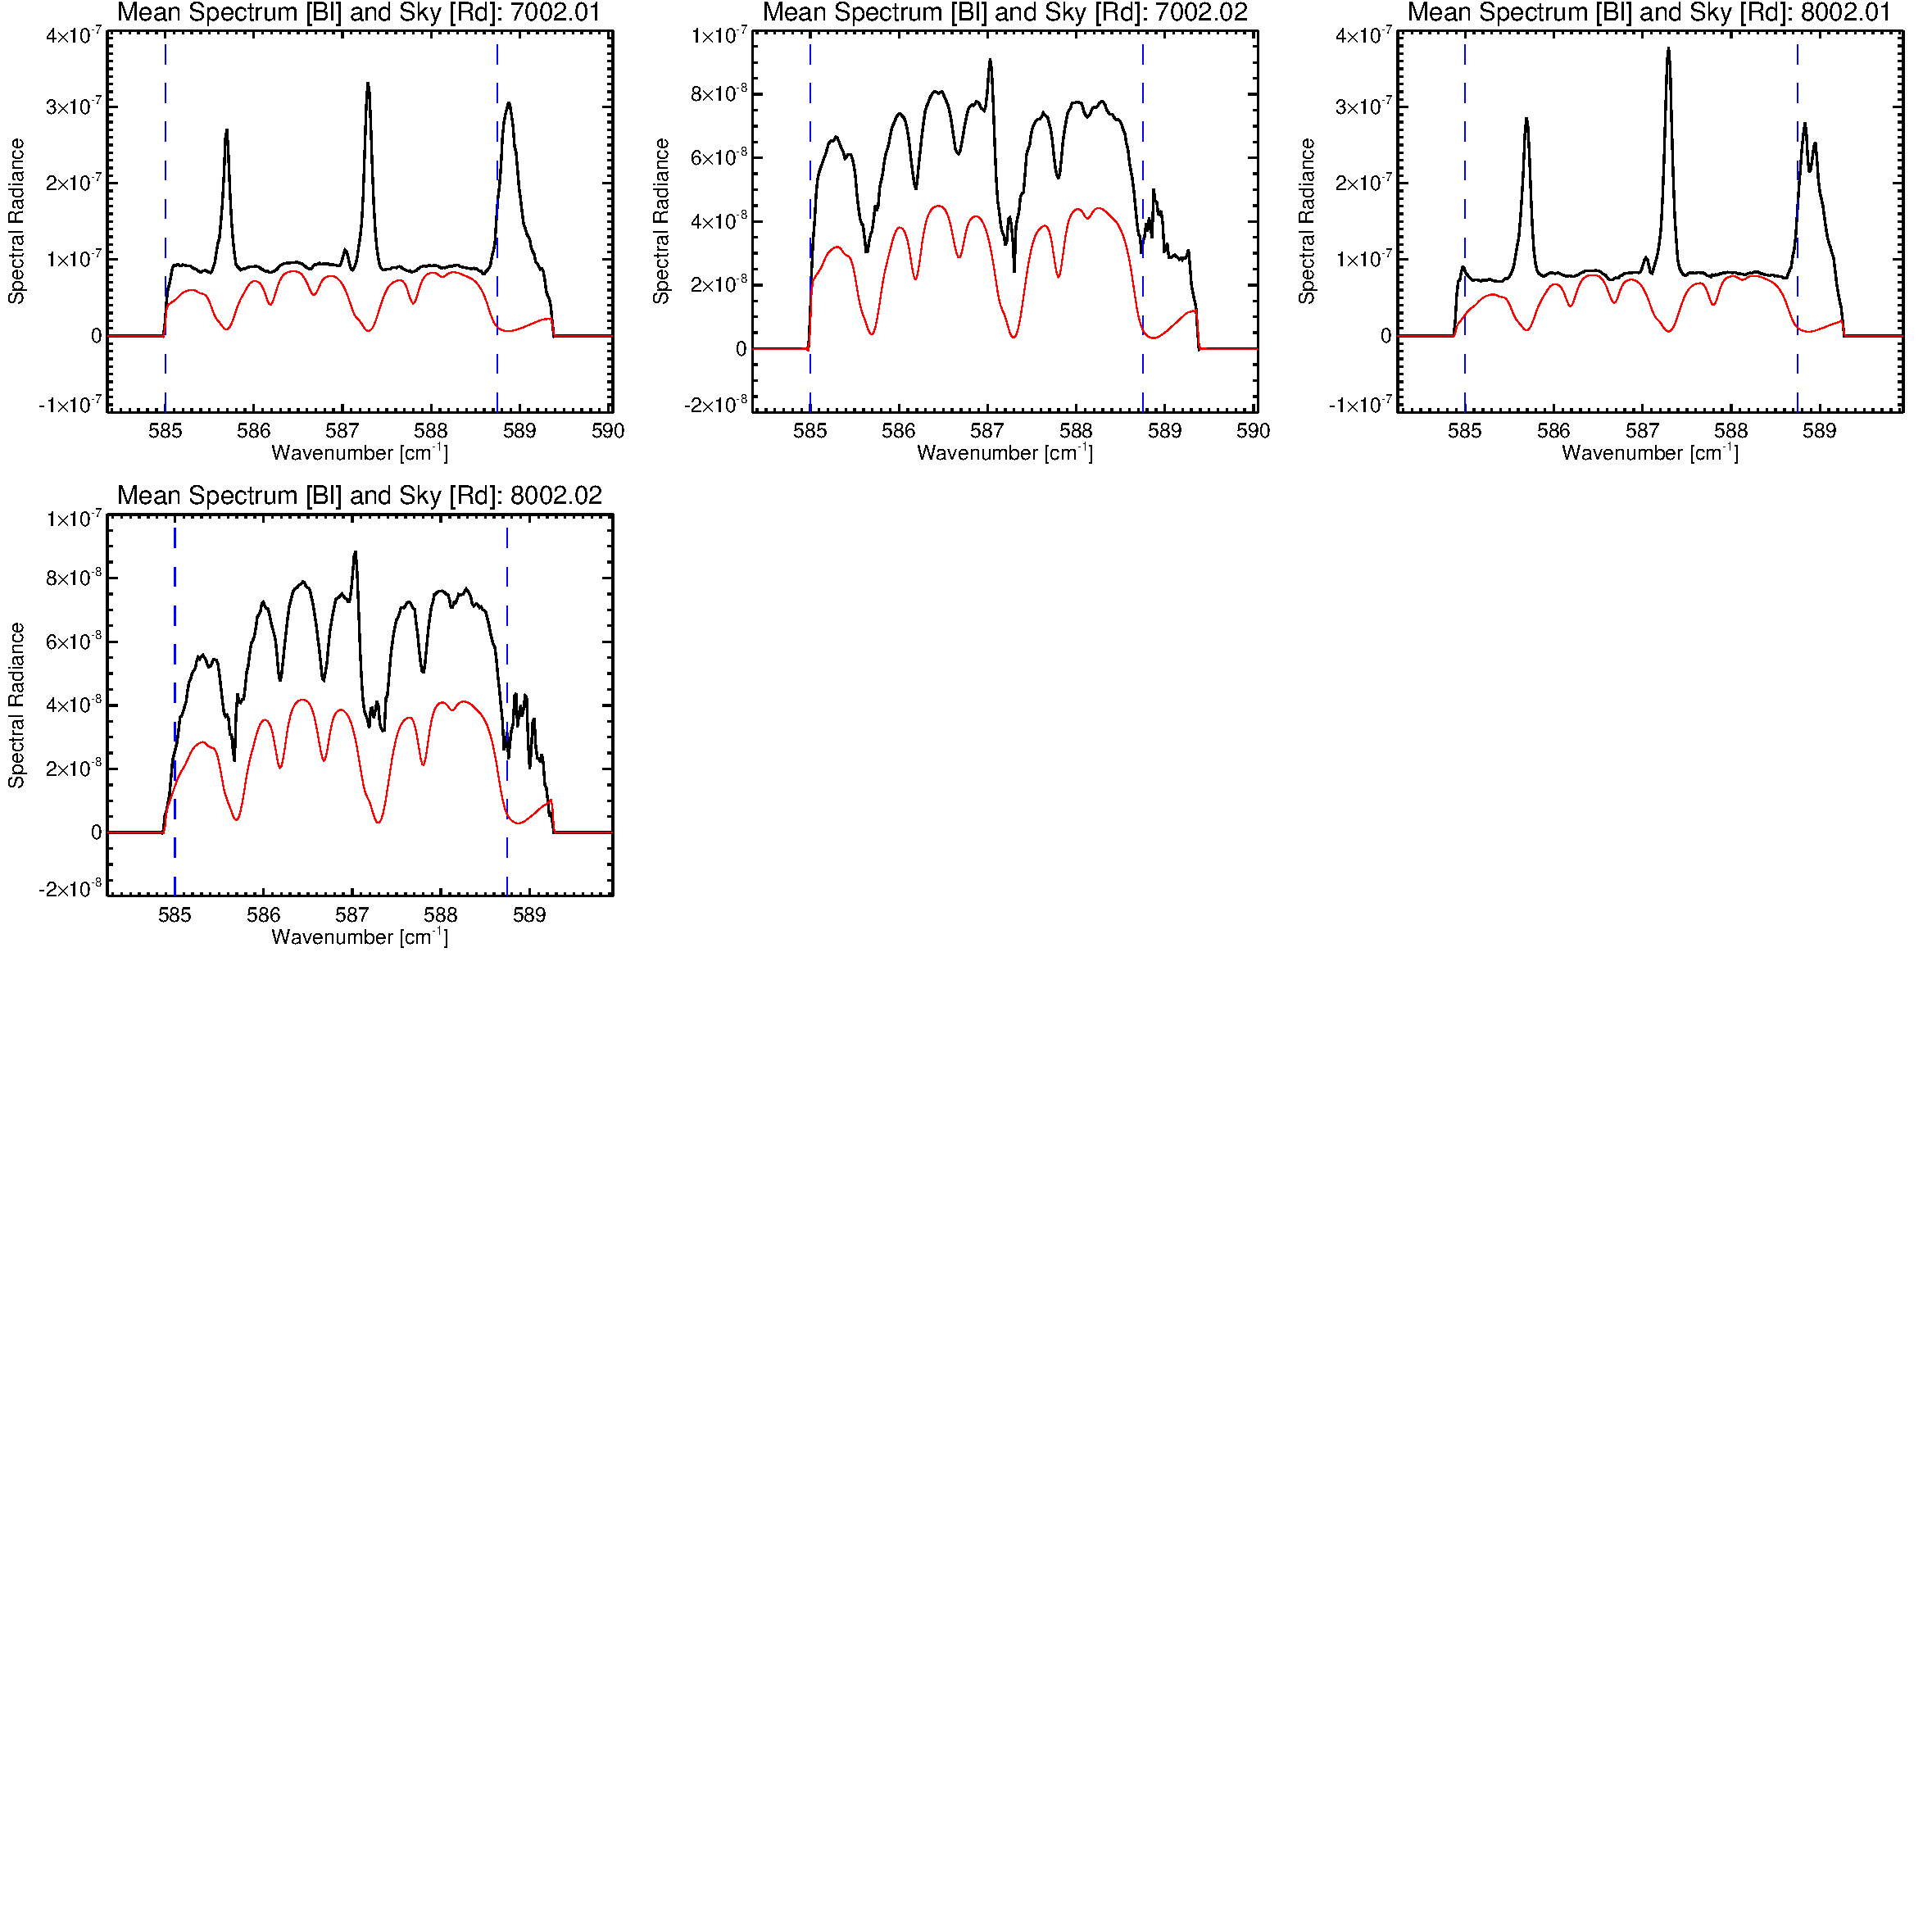 Mean Spectrum [Bl] and Sky [Rd]: 7002.01
4×10⁻⁷
3×10⁻⁷
2×10⁻⁷
1×10⁻⁷
0
-1×10⁻⁷
Spectral Radiance
585 586 587 588 589 590
Wavenumber [cm⁻¹]
Mean Spectrum [Bl] and Sky [Rd]: 7002.02
1×10⁻⁷
8×10⁻⁸
6×10⁻⁸
4×10⁻⁸
2×10⁻⁸
0
-2×10⁻⁸
Spectral Radiance
585 586 587 588 589 590
Wavenumber [cm⁻¹]
Mean Spectrum [Bl] and Sky [Rd]: 8002.01
4×10⁻⁷
3×10⁻⁷
2×10⁻⁷
1×10⁻⁷
0
-1×10⁻⁷
Spectral Radiance
585 586 587 588 589
Wavenumber [cm⁻¹]
Mean Spectrum [Bl] and Sky [Rd]: 8002.02
1×10⁻⁷
8×10⁻⁸
6×10⁻⁸
4×10⁻⁸
2×10⁻⁸
0
-2×10⁻⁸
Spectral Radiance
585 586 587 588 589
Wavenumber [cm⁻¹]